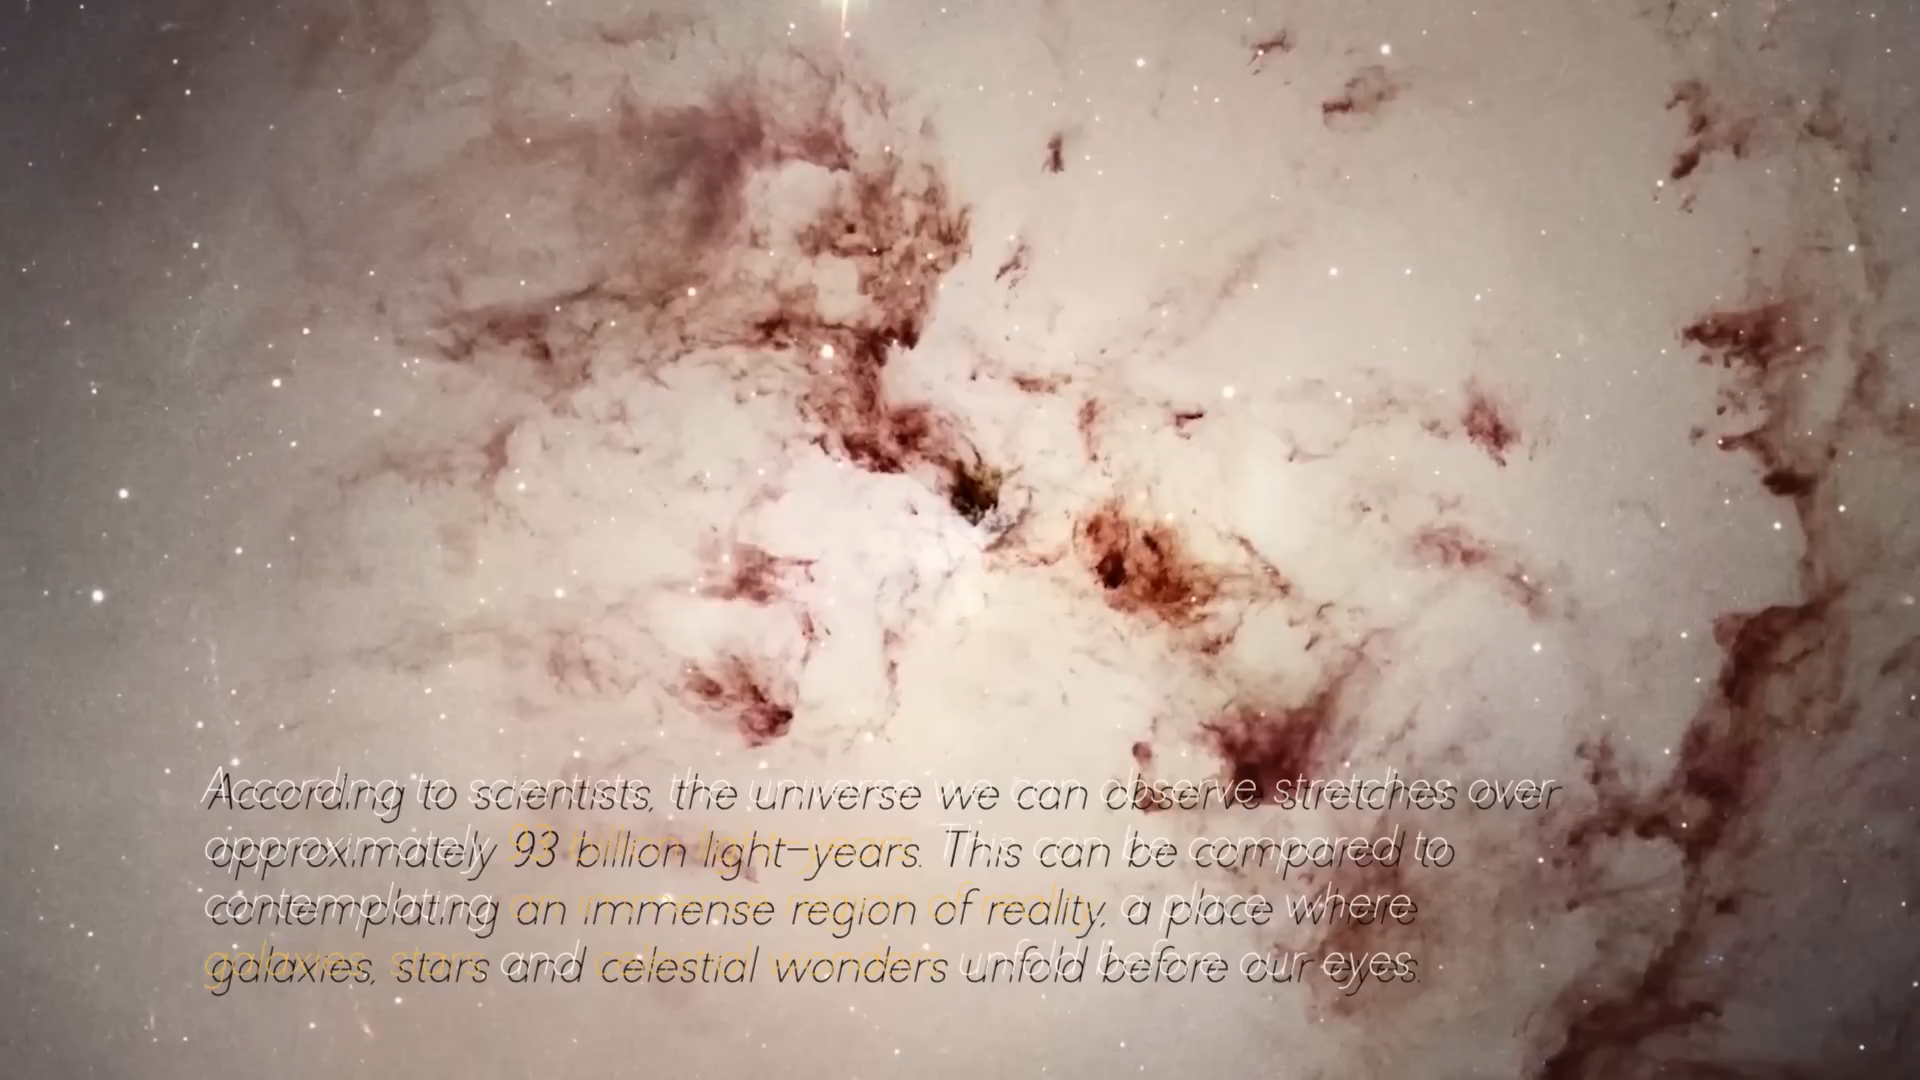 According to scientists, the universe we can observe stretches over
approximately 93 billion light-years. This can be compared to
contemplating an immense region of reality, a place where
galaxies, stars and celestial wonders unfold before our eyes.